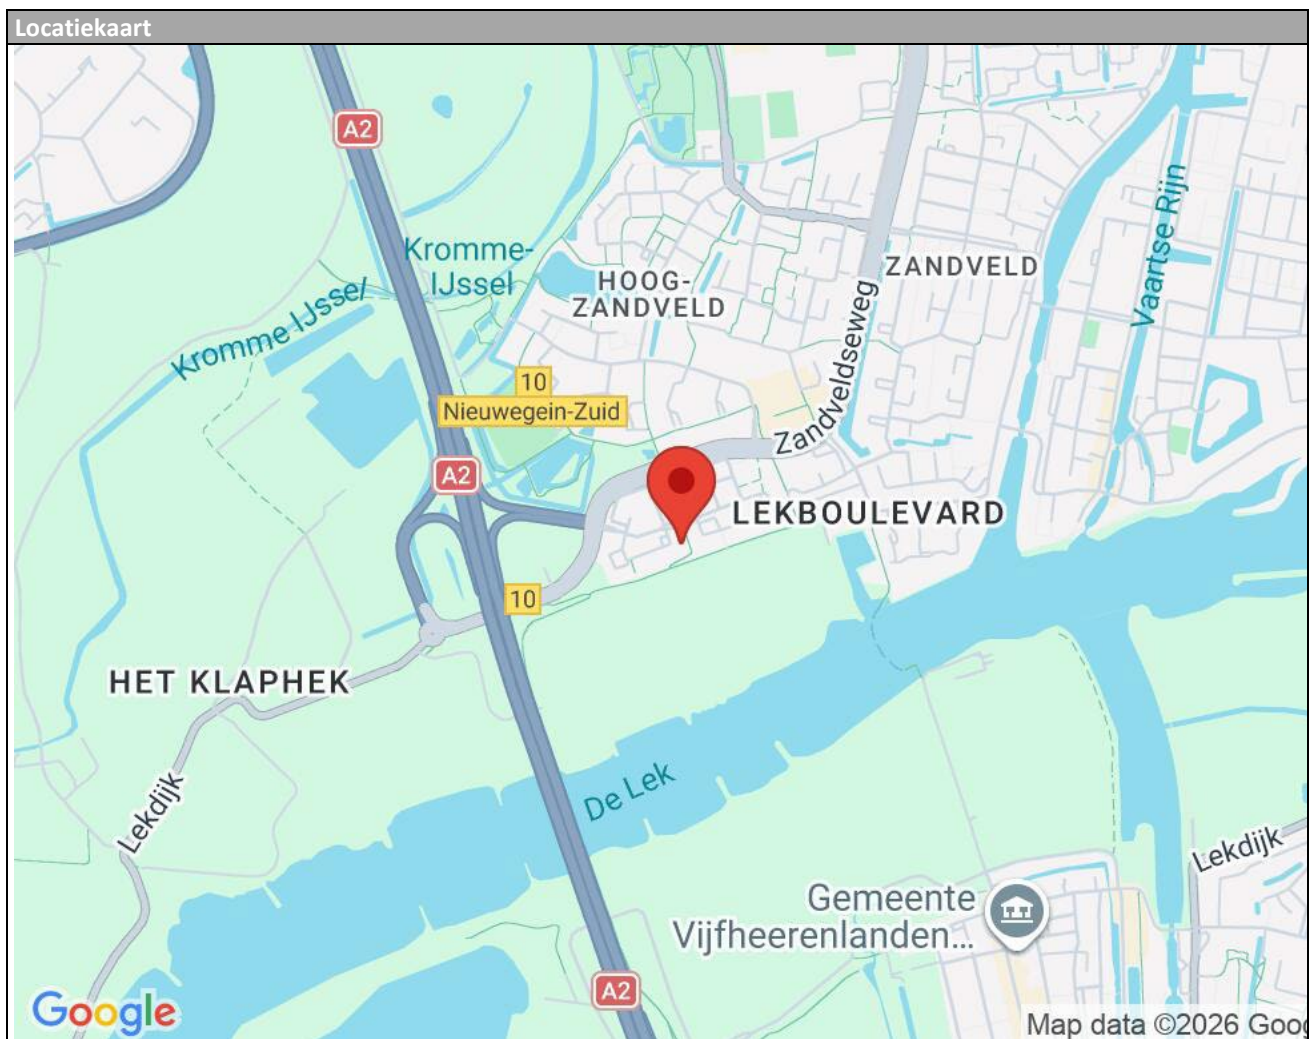 Locatiekaart
A2
Kromme-
IJssel
HOOG-
ZANDVELD
ZANDVELD
Vaartse Rijn
Kromme IJssel
Zandveldseweg
10
Nieuwegein-Zuid
A2
LEKBOULEVARD
10
HET KLAPHEK
De Lek
Lekdijk
Lekdijk
Gemeente
Vijfheerenlanden...
A2
Google
Map data ©2026 Goog